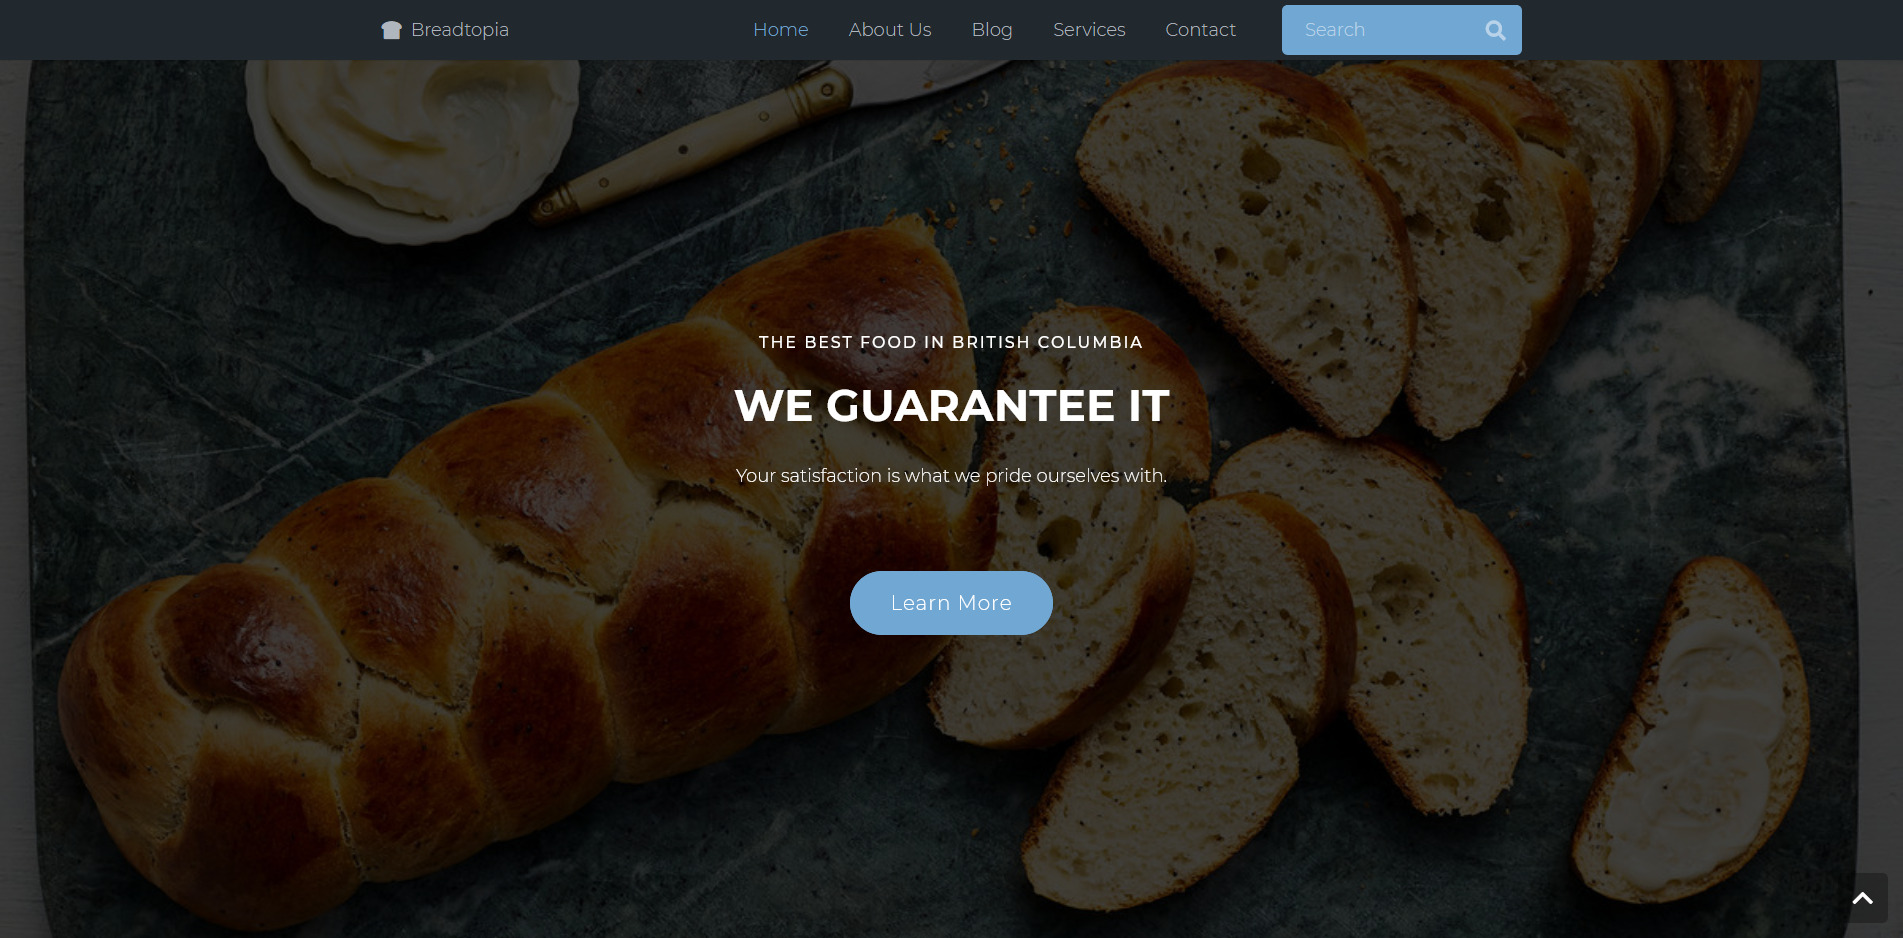 Breadtopia
Home
About Us
Blog
Services
Contact
Search
THE BEST FOOD IN BRITISH COLUMBIA
WE GUARANTEE IT
Your satisfaction is what we pride ourselves with.
Learn More